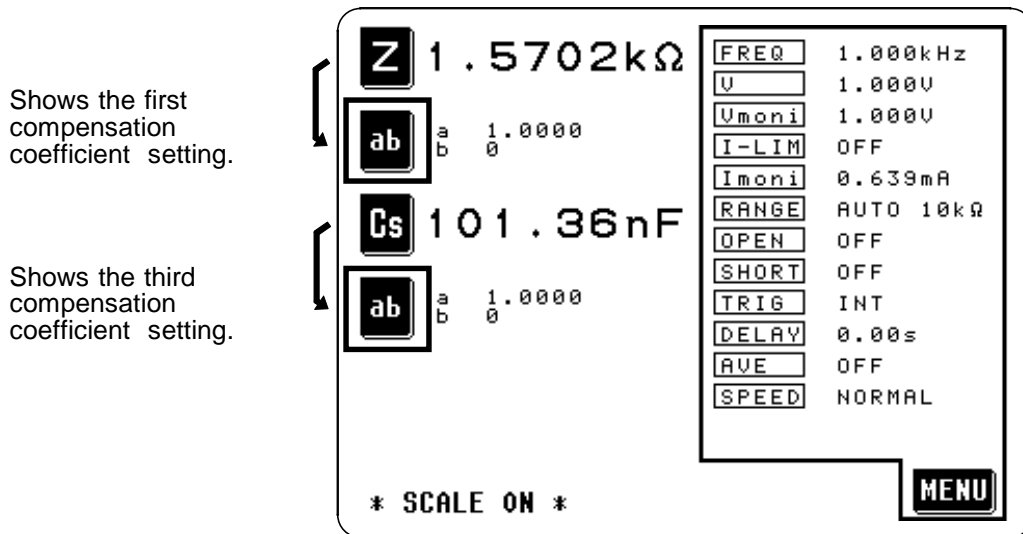 Shows the first
compensation
coefficient setting.
Z 1.5702kΩ
ab a 1.0000
b 0
Shows the third
compensation
coefficient setting.
Cs 101.36nF
ab a 1.0000
b 0
FREQ 1.000kHz
V 1.000V
Vmoni 1.000V
I-LIM OFF
Imoni 0.639mA
RANGE AUTO 10kΩ
OPEN OFF
SHORT OFF
TRIG INT
DELAY 0.00s
AVE OFF
SPEED NORMAL
* SCALE ON *
MENU